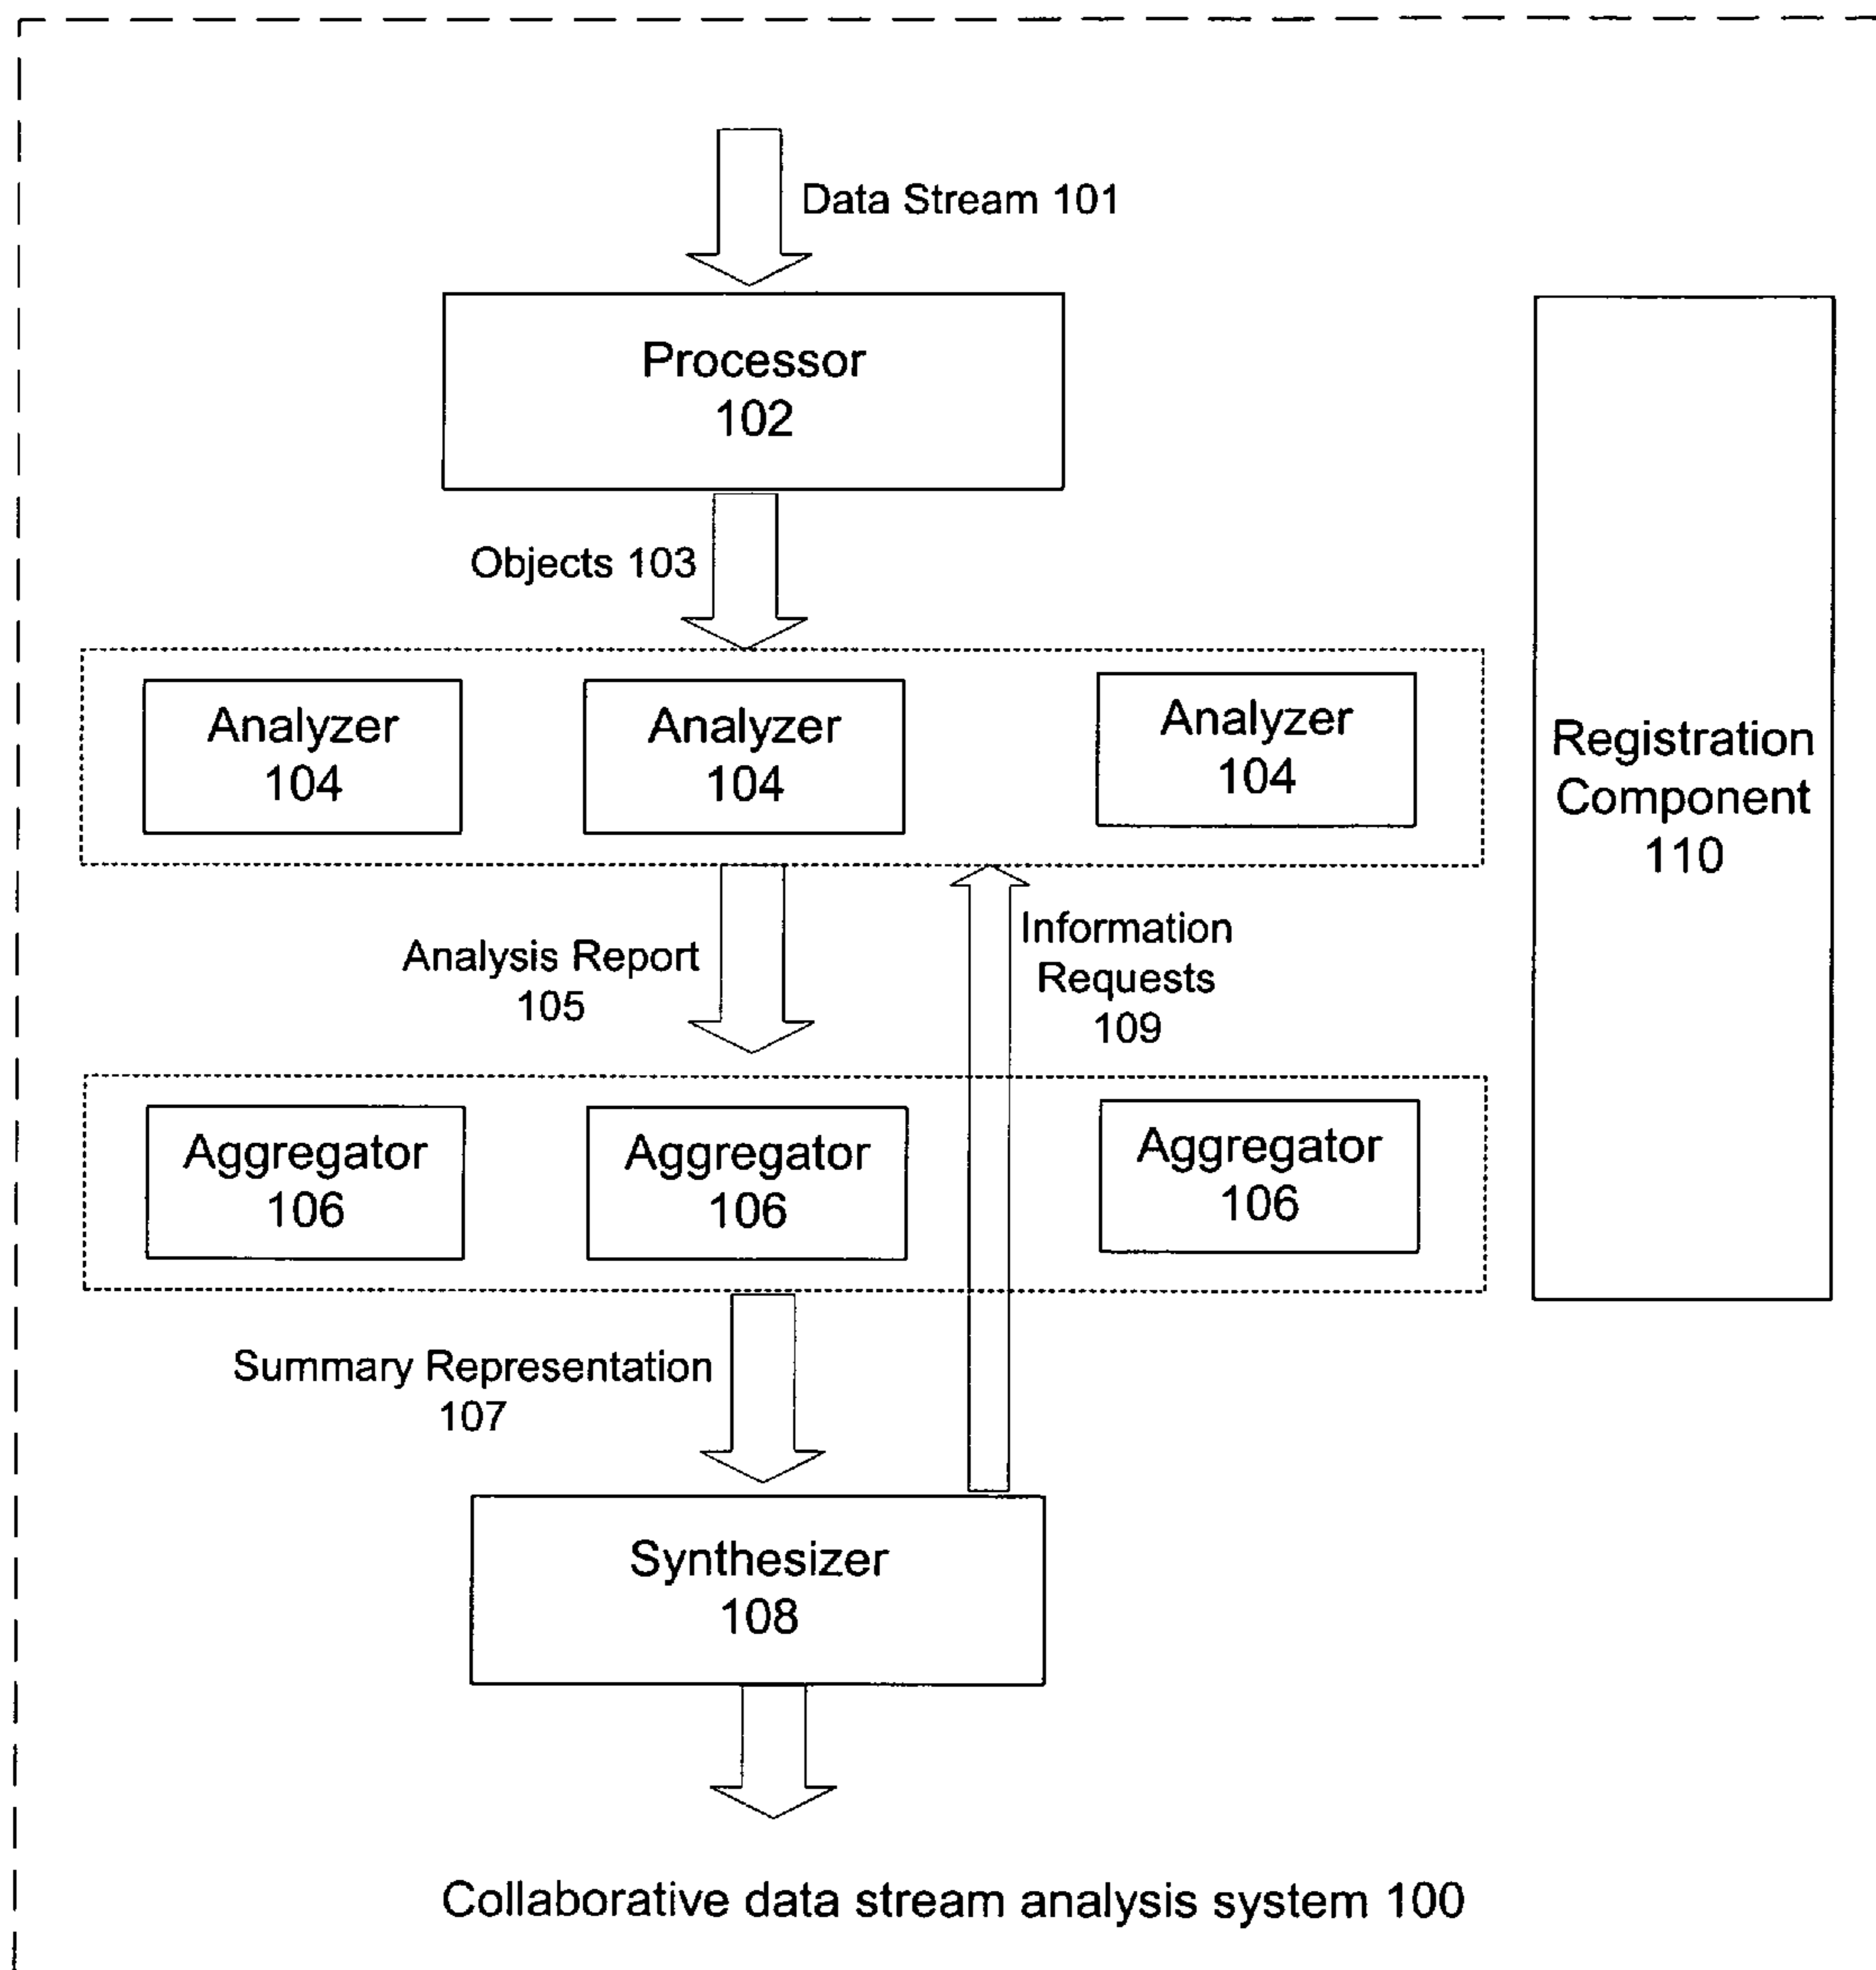 Data Stream 101
Processor
102
Objects 103
Analyzer
104
Analyzer
104
Analyzer
104
Registration
Component
110
Analysis Report
105
Information
Requests
109
Aggregator
106
Aggregator
106
Aggregator
106
Summary Representation
107
Synthesizer
108
Collaborative data stream analysis system 100